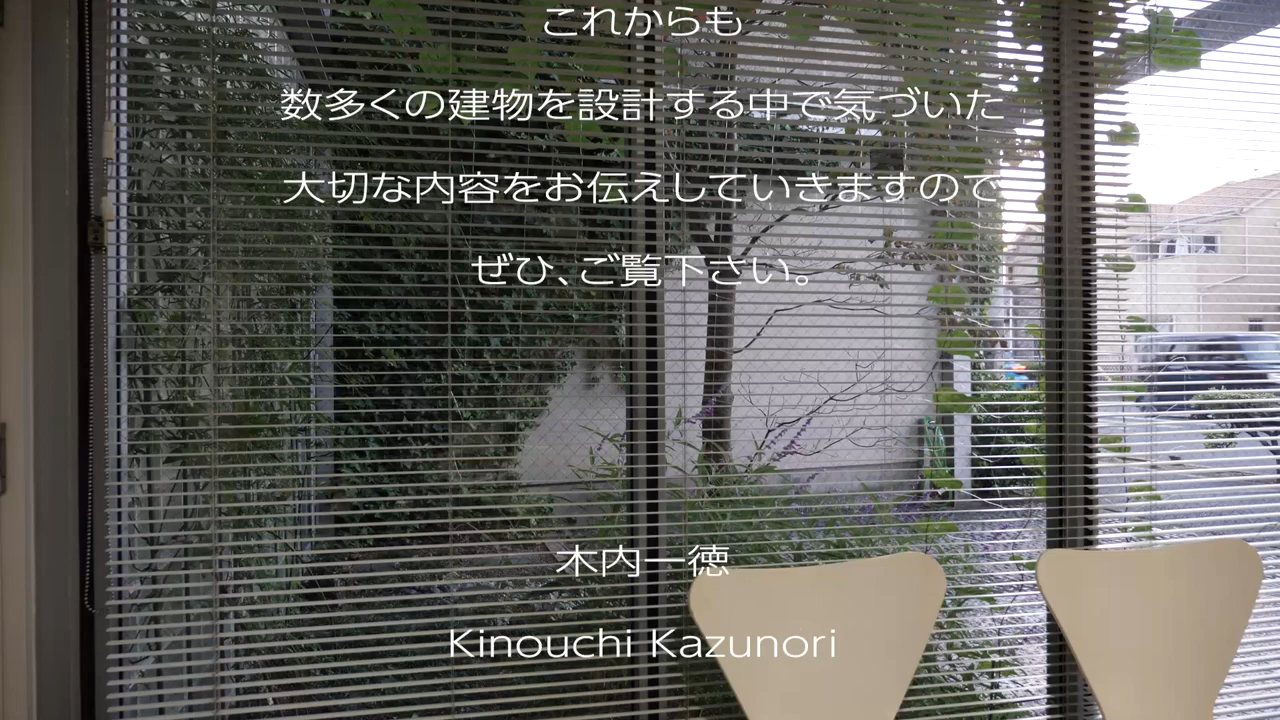 これからも
数多くの建物を設計する中で気づいた
大切な内容をお伝えしていきますので
ぜひ、ご覧下さい。
木内一徳
Kinouchi Kazunori